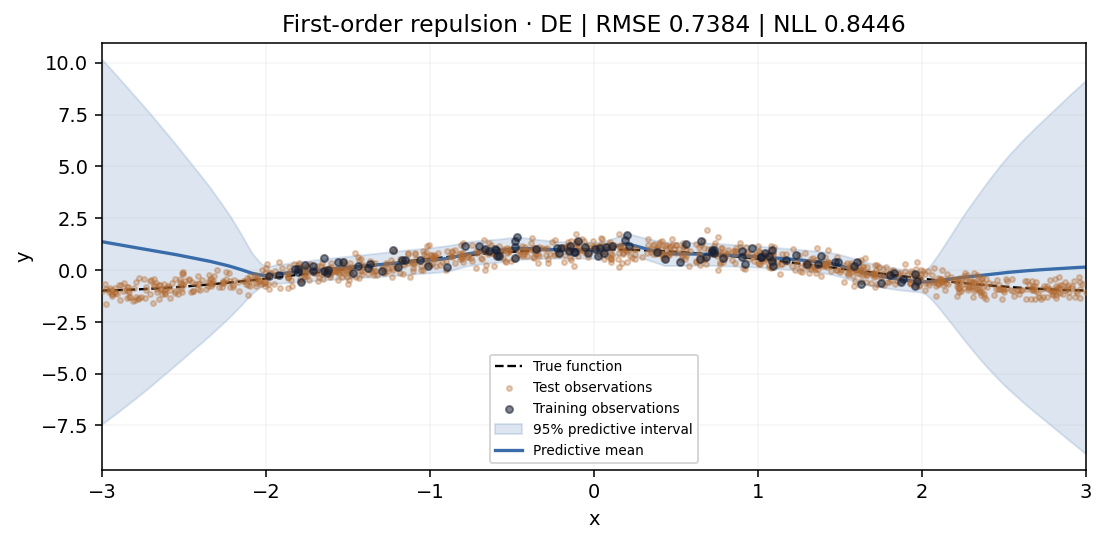 First-order repulsion · DE | RMSE 0.7384 | NLL 0.8446
10.0
7.5
5.0
2.5
0.0
−2.5
−5.0
−7.5
y
True function
Test observations
Training observations
95% predictive interval
Predictive mean
−3 −2 −1 0 1 2 3
x